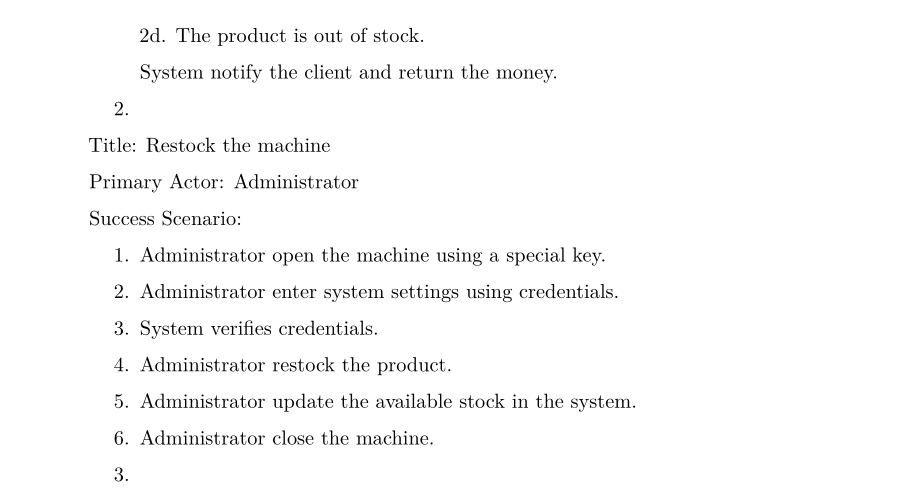 2d. The product is out of stock.
System notify the client and return the money.
2.
Title: Restock the machine
Primary Actor: Administrator
Success Scenario:
1. Administrator open the machine using a special key.
2. Administrator enter system settings using credentials.
3. System verifies credentials.
4. Administrator restock the product.
5. Administrator update the available stock in the system.
6. Administrator close the machine.
3.